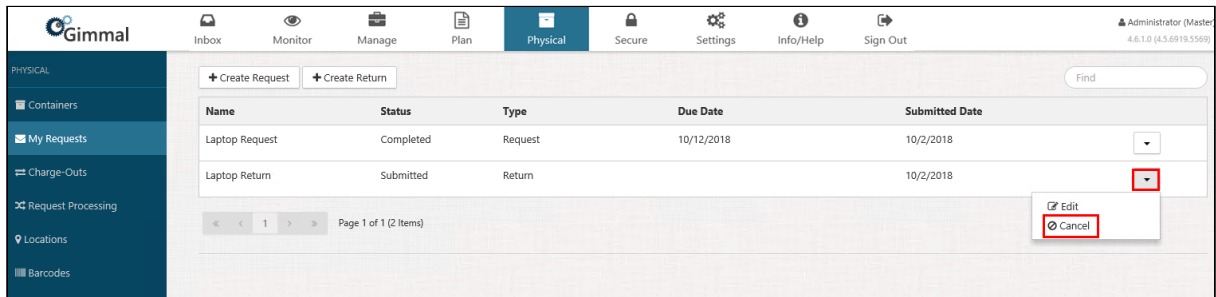 Gimmal
Inbox Monitor Manage Plan Physical Secure Settings Info/Help Sign Out
Administrator (Master
4.6.1.0 (4.5.6919.5569)
PHYSICAL
Containers
My Requests
Charge-Outs
Request Processing
Locations
Barcodes
Create Request Create Return Find
Name Status Type Due Date Submitted Date
Laptop Request Completed Request 10/12/2018 10/2/2018
Laptop Return Submitted Return 10/2/2018
Edit
Cancel
« < 1 > » Page 1 of 1 (2 Items)